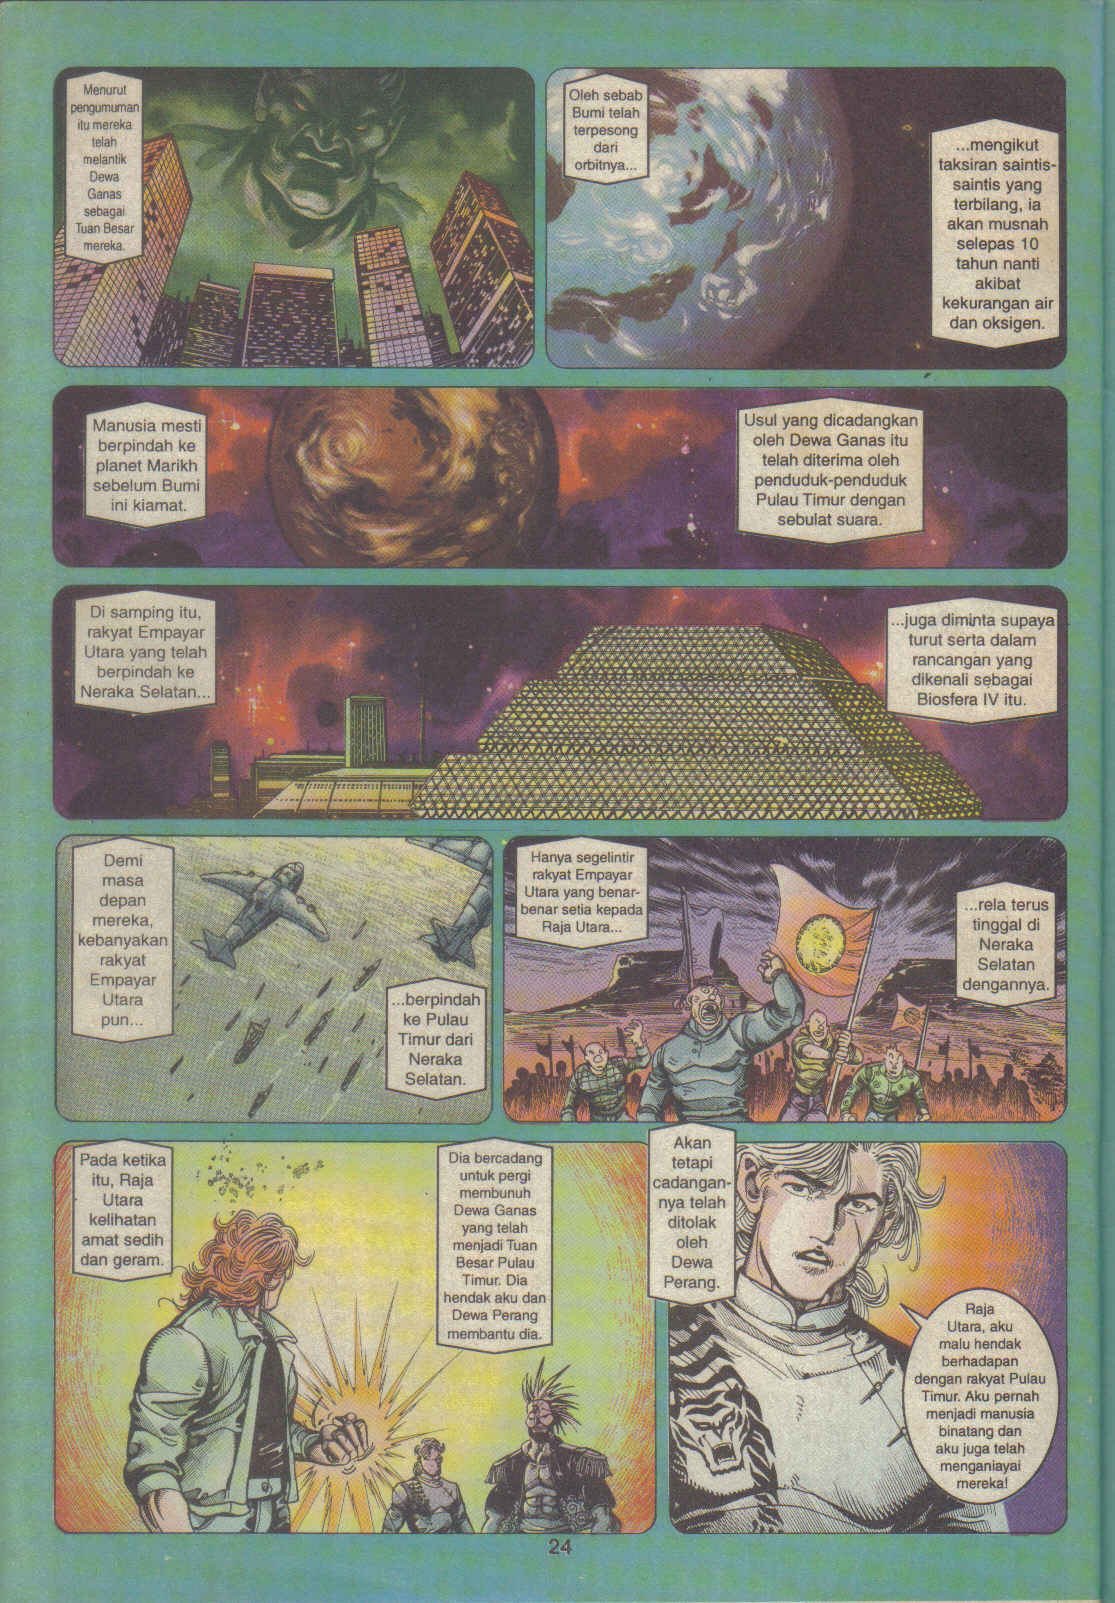 Menurut
pengumuman
itu mereka
telah
melantik
Dewa
Ganas
sebagai
Tuan Besar
mereka.
Oleh sebab
Bumi telah
terpesong
dari
orbitnya...
...mengikut
taksiran saintis-
saintis yang
terbilang, ia
akan musnah
selepas 10
tahun nanti
akibat
kekurangan air
dan oksigen.
Manusia mesti
berpindah ke
planet Marikh
sebelum Bumi
ini kiamat.
Usul yang dicadangkan
oleh Dewa Ganas itu
telah diterima oleh
penduduk-penduduk
Pulau Timur dengan
sebulat suara.
Di samping itu,
rakyat Empayar
Utara yang telah
berpindah ke
Neraka Selatan...
...juga diminta supaya
turut serta dalam
rancangan yang
dikenali sebagai
Biosfera IV itu.
Demi
masa
depan
mereka,
kebanyakan
rakyat
Empayar
Utara
pun...
...berpindah
ke Pulau
Timur dari
Neraka
Selatan.
Hanya segelintir
rakyat Empayar
Utara yang benar-
benar setia kepada
Raja Utara...
...rela terus
tinggal di
Neraka
Selatan
dengannya.
Pada ketika
itu, Raja
Utara
kelihatan
amat sedih
dan geram.
Dia bercadang
untuk pergi
membunuh
Dewa Ganas
yang telah
menjadi Tuan
Besar Pulau
Timur. Dia
hendak aku dan
Dewa Perang
membantu dia.
Akan
tetapi
cadangan-
nya telah
ditolak
oleh
Dewa
Perang.
Raja
Utara, aku
malu hendak
berhadapan
dengan rakyat Pulau
Timur. Aku pernah
menjadi manusia
binatang dan
aku juga telah
menganiayai
mereka!
24